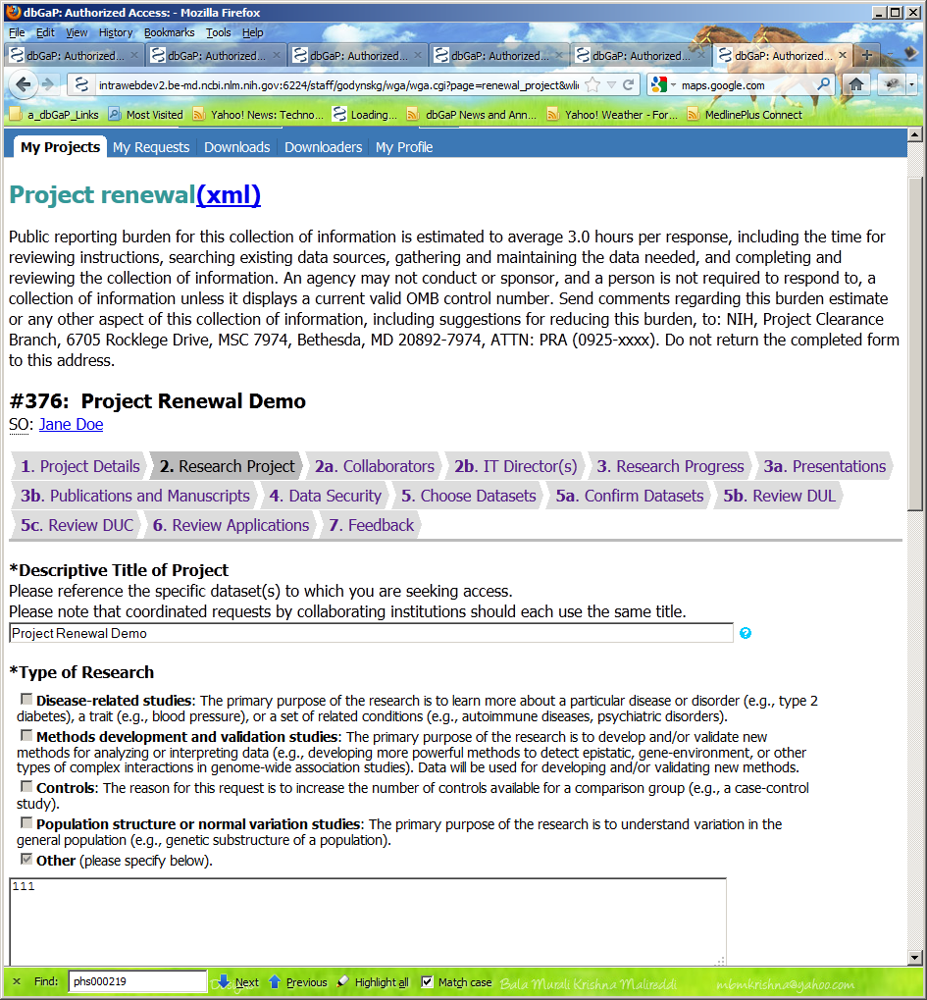 dbGaP: Authorized Access: - Mozilla Firefox
File Edit View History Bookmarks Tools Help
dbGaP: Authorized... dbGaP: Authorized... dbGaP: Authorized... dbGaP: Authorized... dbGaP: Authorized... dbGaP: Authorized...
intrawebdev2.be-md.ncbi.nlm.nih.gov:6224/staff/godynskg/wga/wga.cgi?page=renewal_project&wli maps.google.com
a_dbGaP_Links Most Visited Yahoo! News: Techno... Loading... dbGaP News and Ann... Yahoo! Weather - For... MedlinePlus Connect
My Projects My Requests Downloads Downloaders My Profile
Project renewal(xml)
Public reporting burden for this collection of information is estimated to average 3.0 hours per response, including the time for
reviewing instructions, searching existing data sources, gathering and maintaining the data needed, and completing and
reviewing the collection of information. An agency may not conduct or sponsor, and a person is not required to respond to, a
collection of information unless it displays a current valid OMB control number. Send comments regarding this burden estimate
or any other aspect of this collection of information, including suggestions for reducing this burden, to: NIH, Project Clearance
Branch, 6705 Rocklege Drive, MSC 7974, Bethesda, MD 20892-7974, ATTN: PRA (0925-xxxx). Do not return the completed form
to this address.
#376: Project Renewal Demo
SO: Jane Doe
1. Project Details 2. Research Project 2a. Collaborators 2b. IT Director(s) 3. Research Progress 3a. Presentations
3b. Publications and Manuscripts 4. Data Security 5. Choose Datasets 5a. Confirm Datasets 5b. Review DUL
5c. Review DUC 6. Review Applications 7. Feedback
*Descriptive Title of Project
Please reference the specific dataset(s) to which you are seeking access.
Please note that coordinated requests by collaborating institutions should each use the same title.
Project Renewal Demo
*Type of Research
Disease-related studies: The primary purpose of the research is to learn more about a particular disease or disorder (e.g., type 2
diabetes), a trait (e.g., blood pressure), or a set of related conditions (e.g., autoimmune diseases, psychiatric disorders).
Methods development and validation studies: The primary purpose of the research is to develop and/or validate new
methods for analyzing or interpreting data (e.g., developing more powerful methods to detect epistatic, gene-environment, or other
types of complex interactions in genome-wide association studies). Data will be used for developing and/or validating new methods.
Controls: The reason for this request is to increase the number of controls available for a comparison group (e.g., a case-control
study).
Population structure or normal variation studies: The primary purpose of the research is to understand variation in the
general population (e.g., genetic substructure of a population).
Other (please specify below).
111
Find: phs000219 Next Previous Highlight all Match case Bala Murali Krishna Malireddi mbmkrishna@yahoo.com